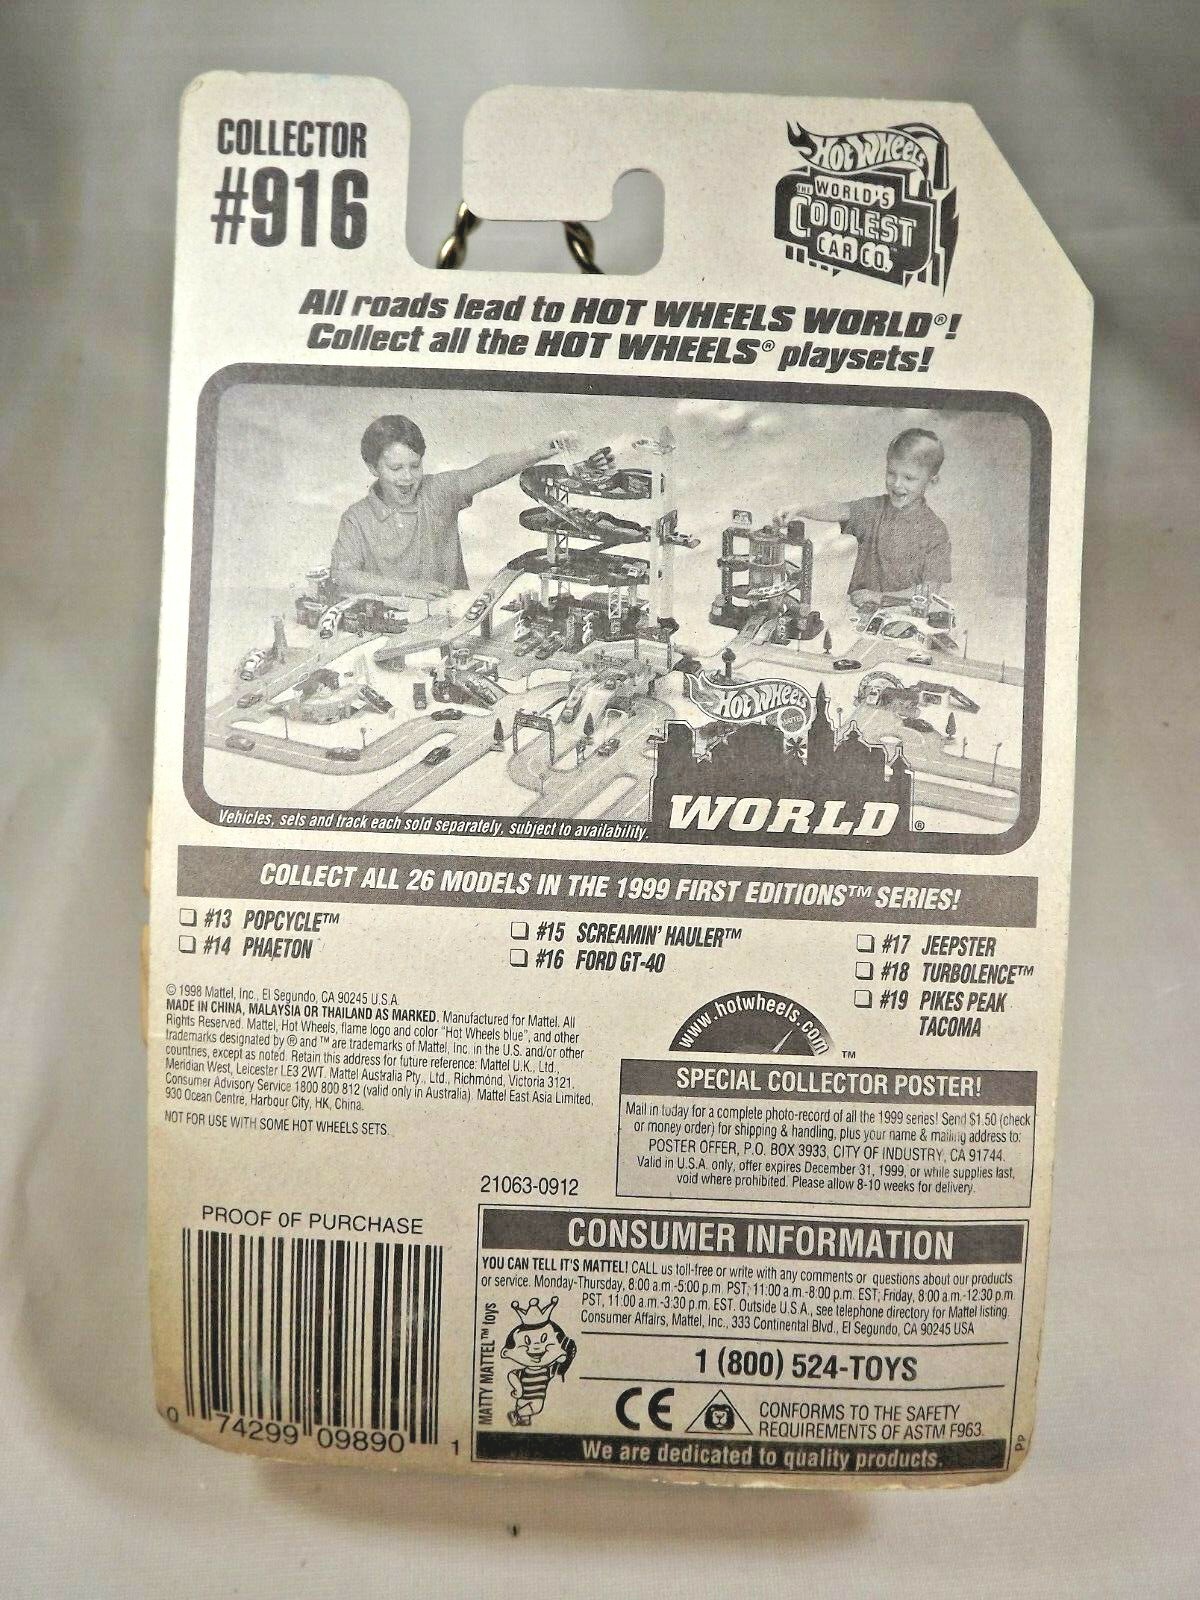 COLLECTOR
#916
HOT WHEELS
THE WORLD'S
COOLEST™
CAR CO.
All roads lead to HOT WHEELS WORLD®!
Collect all the HOT WHEELS® playsets!
HOT WHEELS
WORLD®
Vehicles, sets and track each sold separately, subject to availability.
COLLECT ALL 26 MODELS IN THE 1999 FIRST EDITIONS™ SERIES!
#13 POPCYCLE™
#14 PHAETON
#15 SCREAMIN' HAULER™
#16 FORD GT-40
#17 JEEPSTER
#18 TURBOLENCE™
#19 PIKES PEAK
TACOMA
© 1998 Mattel, Inc., El Segundo, CA 90245 U.S.A.
MADE IN CHINA, MALAYSIA OR THAILAND AS MARKED. Manufactured for Mattel. All
Rights Reserved. Mattel, Hot Wheels, flame logo and color "Hot Wheels blue", and other
trademarks designated by ® and ™ are trademarks of Mattel, Inc. in the U.S. and/or other
countries, except as noted. Retain this address for future reference: Mattel U.K., Ltd.,
Meridian West, Leicester LE3 2WT. Mattel Australia Pty., Ltd., Richmond, Victoria 3121.
Consumer Advisory Service 1800 800 812 (valid only in Australia). Mattel East Asia Limited,
930 Ocean Centre, Harbour City, HK, China.
NOT FOR USE WITH SOME HOT WHEELS SETS.
www.hotwheels.com ™
SPECIAL COLLECTOR POSTER!
Mail in today for a complete photo-record of all the 1999 series! Send $1.50 (check
or money order) for shipping & handling, plus your name & mailing address to:
POSTER OFFER, P.O. BOX 3933, CITY OF INDUSTRY, CA 91744.
Valid in U.S.A. only, offer expires December 31, 1999, or while supplies last,
void where prohibited. Please allow 8-10 weeks for delivery.
21063-0912
PROOF OF PURCHASE
0 74299 09890 1
CONSUMER INFORMATION
YOU CAN TELL IT'S MATTEL! CALL us toll-free or write with any comments or questions about our products
or service. Monday-Thursday, 8:00 a.m.-5:00 p.m. PST, 11:00 a.m.-8:00 p.m. EST; Friday, 8:00 a.m.-12:30 p.m.
PST, 11:00 a.m.-3:30 p.m. EST. Outside U.S.A., see telephone directory for Mattel listing.
Consumer Affairs, Mattel, Inc., 333 Continental Blvd., El Segundo, CA 90245 USA
MATTY MATTEL™ toys
1 (800) 524-TOYS
CE
CONFORMS TO THE SAFETY
REQUIREMENTS OF ASTM F963.
PP
We are dedicated to quality products.